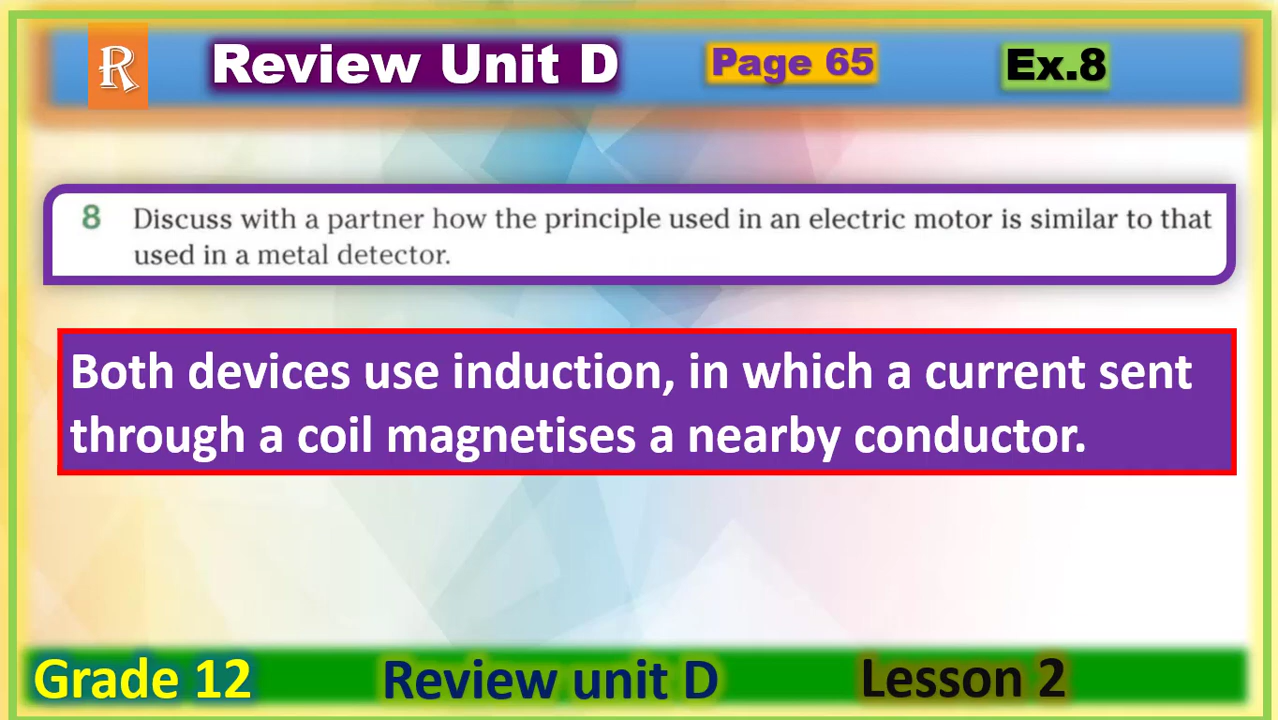 R
Review Unit D
Page 65
Ex.8
8 Discuss with a partner how the principle used in an electric motor is similar to that
used in a metal detector.
Both devices use induction, in which a current sent
through a coil magnetises a nearby conductor.
Grade 12
Review unit D
Lesson 2